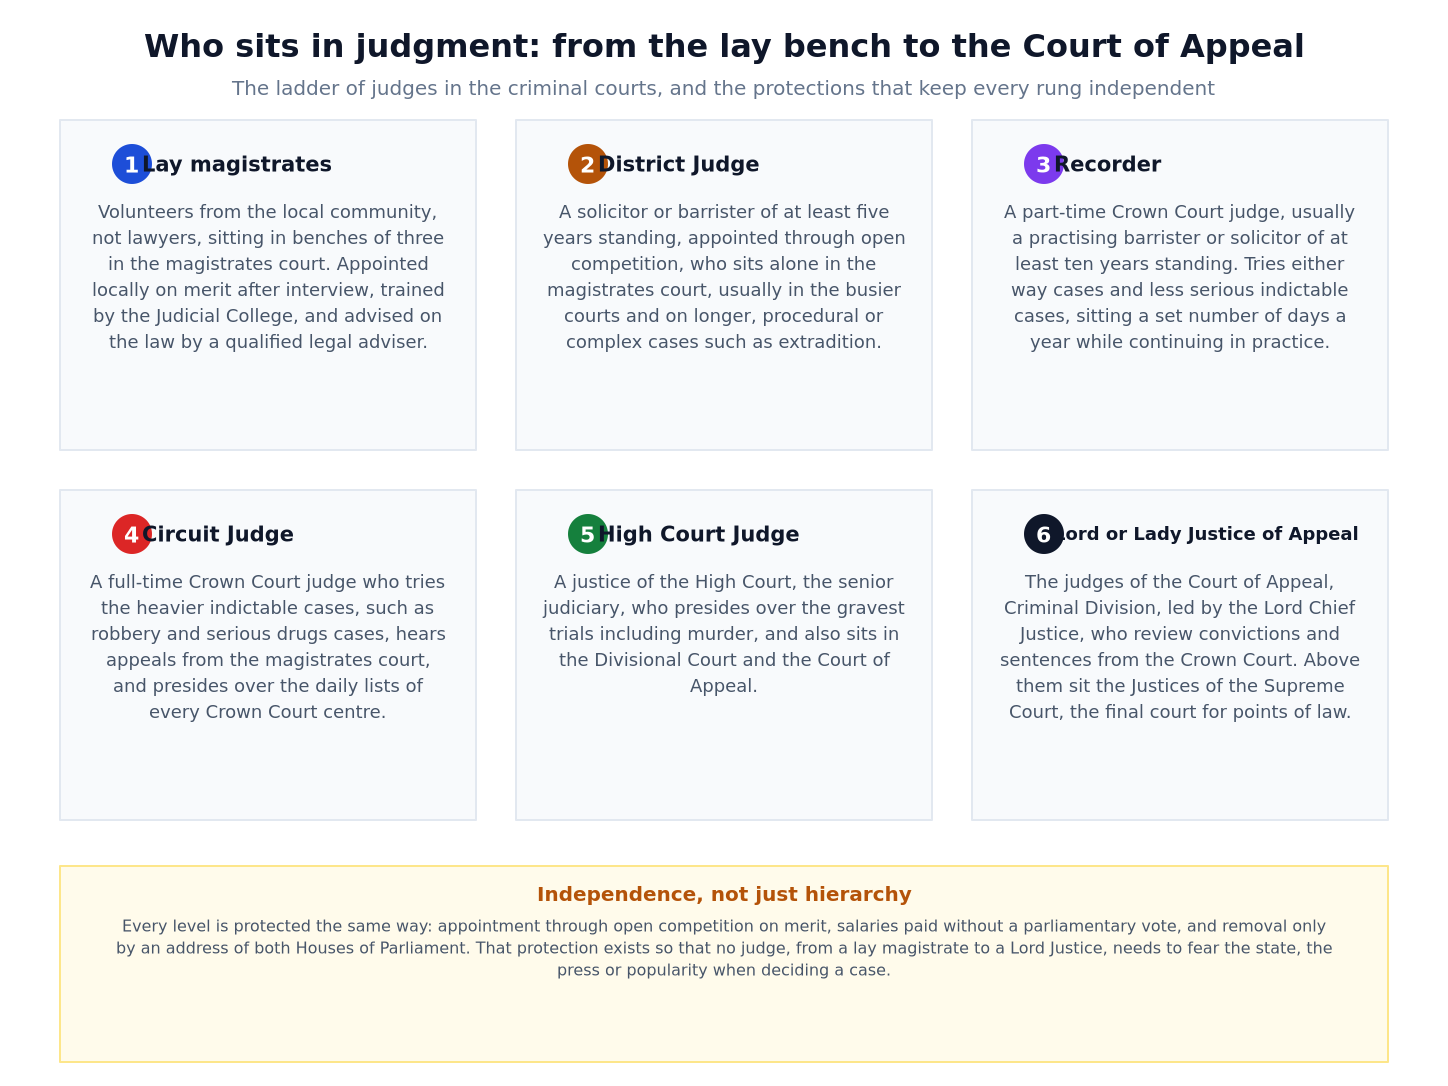 Who sits in judgment: from the lay bench to the Court of Appeal
The ladder of judges in the criminal courts, and the protections that keep every rung independent
1 Lay magistrates
Volunteers from the local community,
not lawyers, sitting in benches of three
in the magistrates court. Appointed
locally on merit after interview, trained
by the Judicial College, and advised on
the law by a qualified legal adviser.
2 District Judge
A solicitor or barrister of at least five
years standing, appointed through open
competition, who sits alone in the
magistrates court, usually in the busier
courts and on longer, procedural or
complex cases such as extradition.
3 Recorder
A part-time Crown Court judge, usually
a practising barrister or solicitor of at
least ten years standing. Tries either
way cases and less serious indictable
cases, sitting a set number of days a
year while continuing in practice.
4 Circuit Judge
A full-time Crown Court judge who tries
the heavier indictable cases, such as
robbery and serious drugs cases, hears
appeals from the magistrates court,
and presides over the daily lists of
every Crown Court centre.
5 High Court Judge
A justice of the High Court, the senior
judiciary, who presides over the gravest
trials including murder, and also sits in
the Divisional Court and the Court of
Appeal.
6 Lord or Lady Justice of Appeal
The judges of the Court of Appeal,
Criminal Division, led by the Lord Chief
Justice, who review convictions and
sentences from the Crown Court. Above
them sit the Justices of the Supreme
Court, the final court for points of law.
Independence, not just hierarchy
Every level is protected the same way: appointment through open competition on merit, salaries paid without a parliamentary vote, and removal only
by an address of both Houses of Parliament. That protection exists so that no judge, from a lay magistrate to a Lord Justice, needs to fear the state, the
press or popularity when deciding a case.